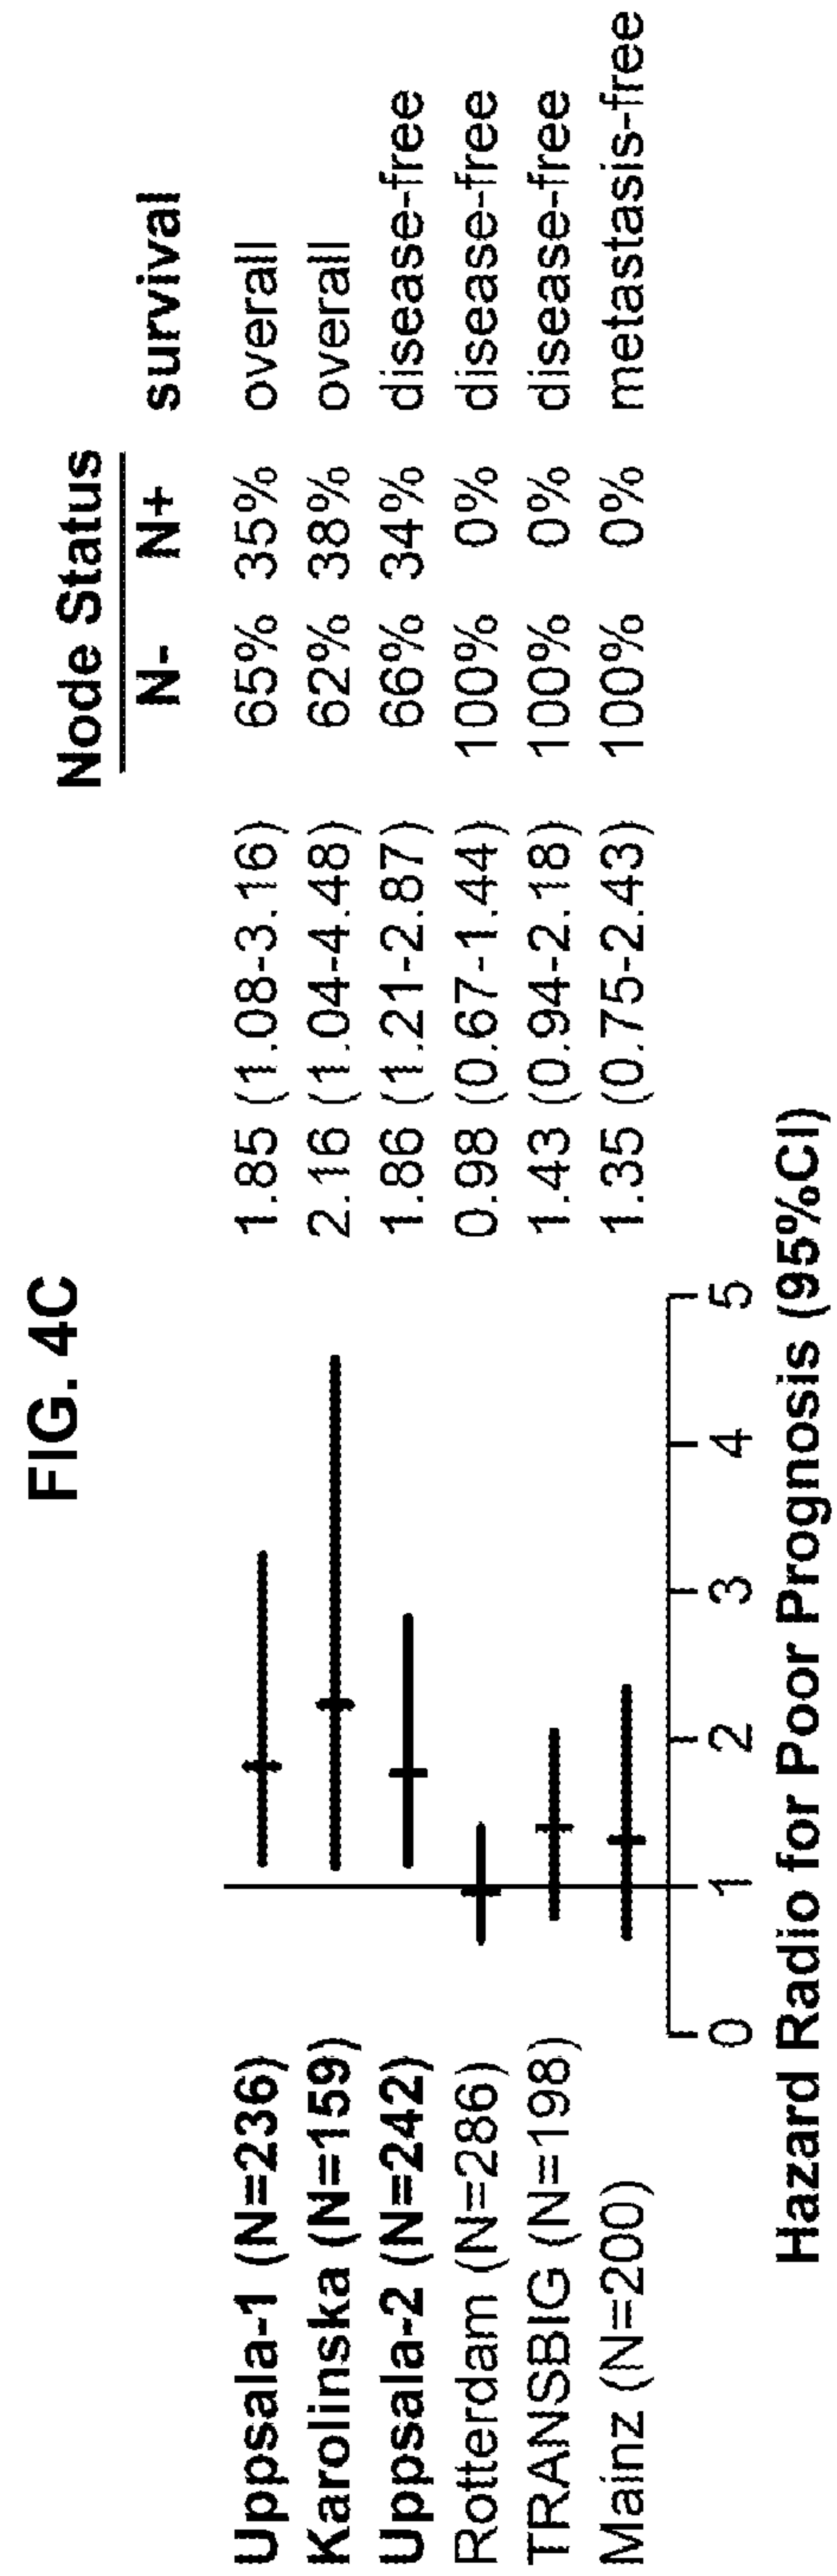 FIG. 4C
Node Status
N- N+ survival
Uppsala-1 (N=236) 1.85 (1.08-3.16) 65% 35% overall
Karolinska (N=159) 2.16 (1.04-4.48) 62% 38% overall
Uppsala-2 (N=242) 1.86 (1.21-2.87) 66% 34% disease-free
Rotterdam (N=286) 0.98 (0.67-1.44) 100% 0% disease-free
TRANSBIG (N=198) 1.43 (0.94-2.18) 100% 0% disease-free
Mainz (N=200) 1.35 (0.75-2.43) 100% 0% metastasis-free
0 1 2 3 4 5
Hazard Radio for Poor Prognosis (95%CI)